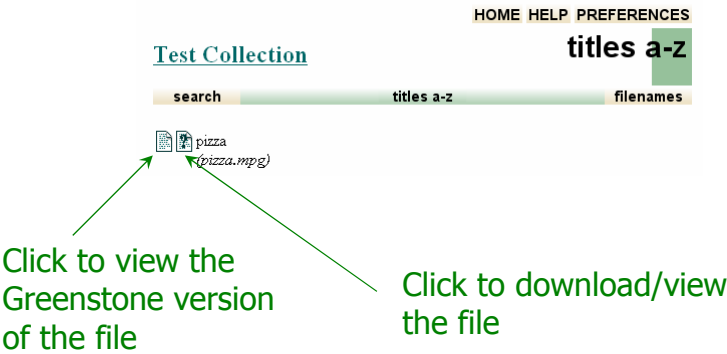 HOME HELP PREFERENCES
Test Collection
titles a-z
search titles a-z filenames
pizza
(pizza.mpg)
Click to view the
Greenstone version
of the file
Click to download/view
the file